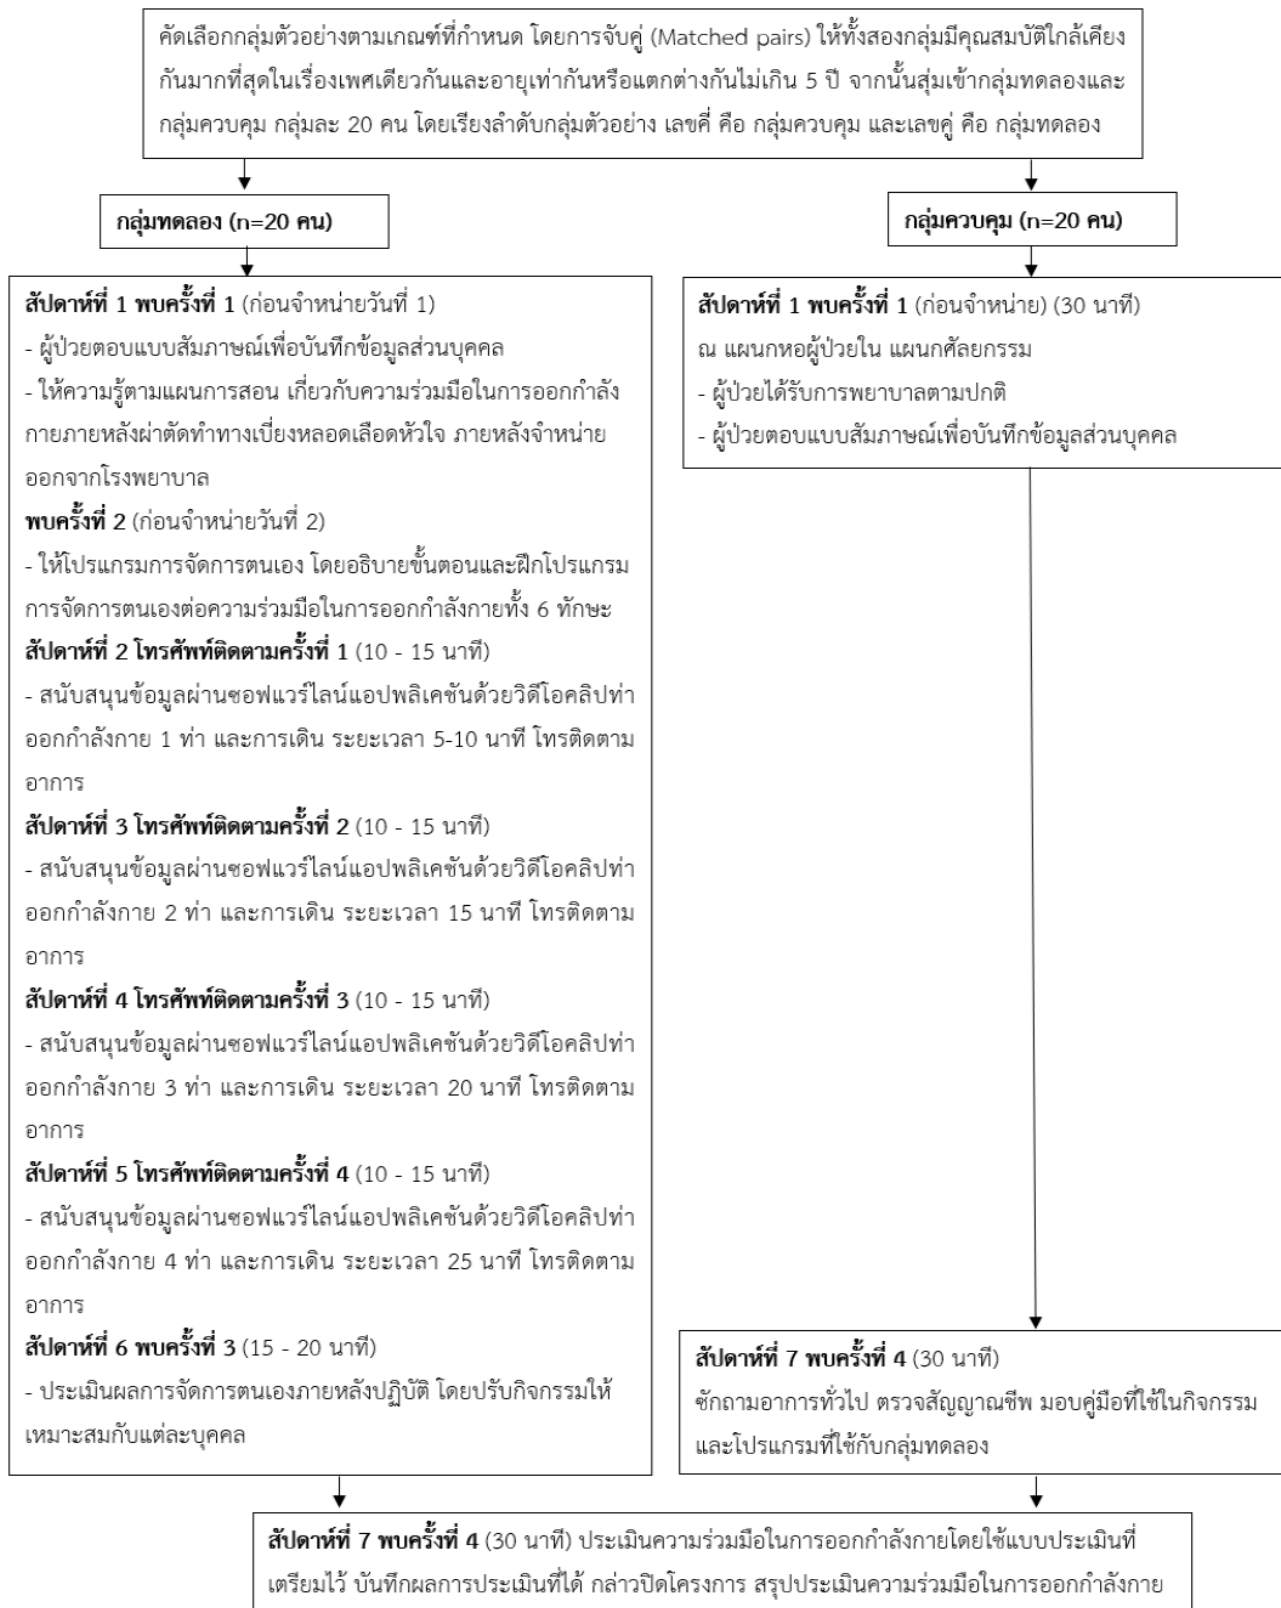 คัดเลือกกลุ่มตัวอย่างตามเกณฑ์ที่กำหนด โดยการจับคู่ (Matched pairs) ให้ทั้งสองกลุ่มมีคุณสมบัติใกล้เคียง
กันมากที่สุดในเรื่องเพศเดียวกันและอายุเท่ากันหรือแตกต่างกันไม่เกิน 5 ปี จากนั้นสุ่มเข้ากลุ่มทดลองและ
กลุ่มควบคุม กลุ่มละ 20 คน โดยเรียงลำดับกลุ่มตัวอย่าง เลขคี่ คือ กลุ่มควบคุม และเลขคู่ คือ กลุ่มทดลอง
กลุ่มทดลอง (n=20 คน)
สัปดาห์ที่ 1 พบครั้งที่ 1 (ก่อนจำหน่ายวันที่ 1)
- ผู้ป่วยตอบแบบสัมภาษณ์เพื่อบันทึกข้อมูลส่วนบุคคล
- ให้ความรู้ตามแผนการสอน เกี่ยวกับความร่วมมือในการออกกำลัง
กายภายหลังผ่าตัดทำทางเบี่ยงหลอดเลือดหัวใจ ภายหลังจำหน่าย
ออกจากโรงพยาบาล
พบครั้งที่ 2 (ก่อนจำหน่ายวันที่ 2)
- ให้โปรแกรมการจัดการตนเอง โดยอธิบายขั้นตอนและฝึกโปรแกรม
การจัดการตนเองต่อความร่วมมือในการออกกำลังกายทั้ง 6 ทักษะ
สัปดาห์ที่ 2 โทรศัพท์ติดตามครั้งที่ 1 (10 - 15 นาที)
- สนับสนุนข้อมูลผ่านซอฟแวร์ไลน์แอปพลิเคชันด้วยวิดีโอคลิปท่า
ออกกำลังกาย 1 ท่า และการเดิน ระยะเวลา 5-10 นาที โทรติดตาม
อาการ
สัปดาห์ที่ 3 โทรศัพท์ติดตามครั้งที่ 2 (10 - 15 นาที)
- สนับสนุนข้อมูลผ่านซอฟแวร์ไลน์แอปพลิเคชันด้วยวิดีโอคลิปท่า
ออกกำลังกาย 2 ท่า และการเดิน ระยะเวลา 15 นาที โทรติดตาม
อาการ
สัปดาห์ที่ 4 โทรศัพท์ติดตามครั้งที่ 3 (10 - 15 นาที)
- สนับสนุนข้อมูลผ่านซอฟแวร์ไลน์แอปพลิเคชันด้วยวิดีโอคลิปท่า
ออกกำลังกาย 3 ท่า และการเดิน ระยะเวลา 20 นาที โทรติดตาม
อาการ
สัปดาห์ที่ 5 โทรศัพท์ติดตามครั้งที่ 4 (10 - 15 นาที)
- สนับสนุนข้อมูลผ่านซอฟแวร์ไลน์แอปพลิเคชันด้วยวิดีโอคลิปท่า
ออกกำลังกาย 4 ท่า และการเดิน ระยะเวลา 25 นาที โทรติดตาม
อาการ
สัปดาห์ที่ 6 พบครั้งที่ 3 (15 - 20 นาที)
- ประเมินผลการจัดการตนเองภายหลังปฏิบัติ โดยปรับกิจกรรมให้
เหมาะสมกับแต่ละบุคคล
กลุ่มควบคุม (n=20 คน)
สัปดาห์ที่ 1 พบครั้งที่ 1 (ก่อนจำหน่าย) (30 นาที)
ณ แผนกหอผู้ป่วยใน แผนกศัลยกรรม
- ผู้ป่วยได้รับการพยาบาลตามปกติ
- ผู้ป่วยตอบแบบสัมภาษณ์เพื่อบันทึกข้อมูลส่วนบุคคล
สัปดาห์ที่ 7 พบครั้งที่ 4 (30 นาที)
ซักถามอาการทั่วไป ตรวจสัญญาณชีพ มอบคู่มือที่ใช้ในกิจกรรม
และโปรแกรมที่ใช้กับกลุ่มทดลอง
สัปดาห์ที่ 7 พบครั้งที่ 4 (30 นาที) ประเมินความร่วมมือในการออกกำลังกายโดยใช้แบบประเมินที่
เตรียมไว้ บันทึกผลการประเมินที่ได้ กล่าวปิดโครงการ สรุปประเมินความร่วมมือในการออกกำลังกาย